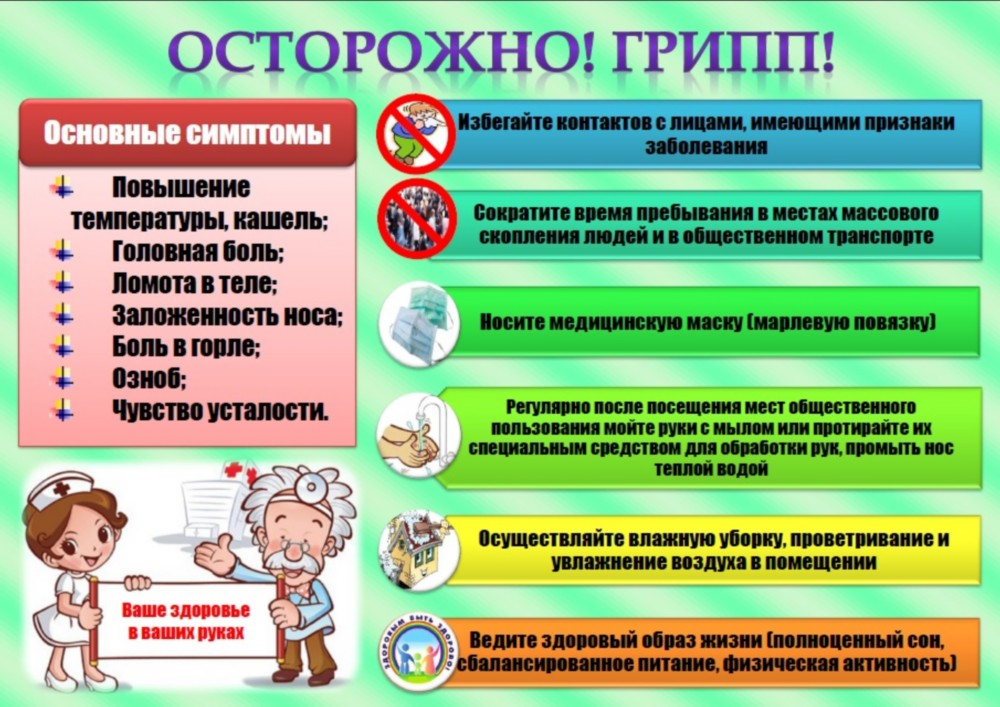 ОСТОРОЖНО! ГРИПП!
Основные симптомы
Повышение
температуры, кашель;
Головная боль;
Ломота в теле;
Заложенность носа;
Боль в горле;
Озноб;
Чувство усталости.
Ваше здоровье
в ваших руках
Избегайте контактов с лицами, имеющими признаки
заболевания
Сократите время пребывания в местах массового
скопления людей и в общественном транспорте
Носите медицинскую маску (марлевую повязку)
Регулярно после посещения мест общественного
пользования мойте руки с мылом или протирайте их
специальным средством для обработки рук, промыть нос
теплой водой
Осуществляйте влажную уборку, проветривание и
увлажнение воздуха в помещении
ЗДОРОВЫМ БЫТЬ ЗДОРОВО!
Ведите здоровый образ жизни (полноценный сон,
сбалансированное питание, физическая активность)